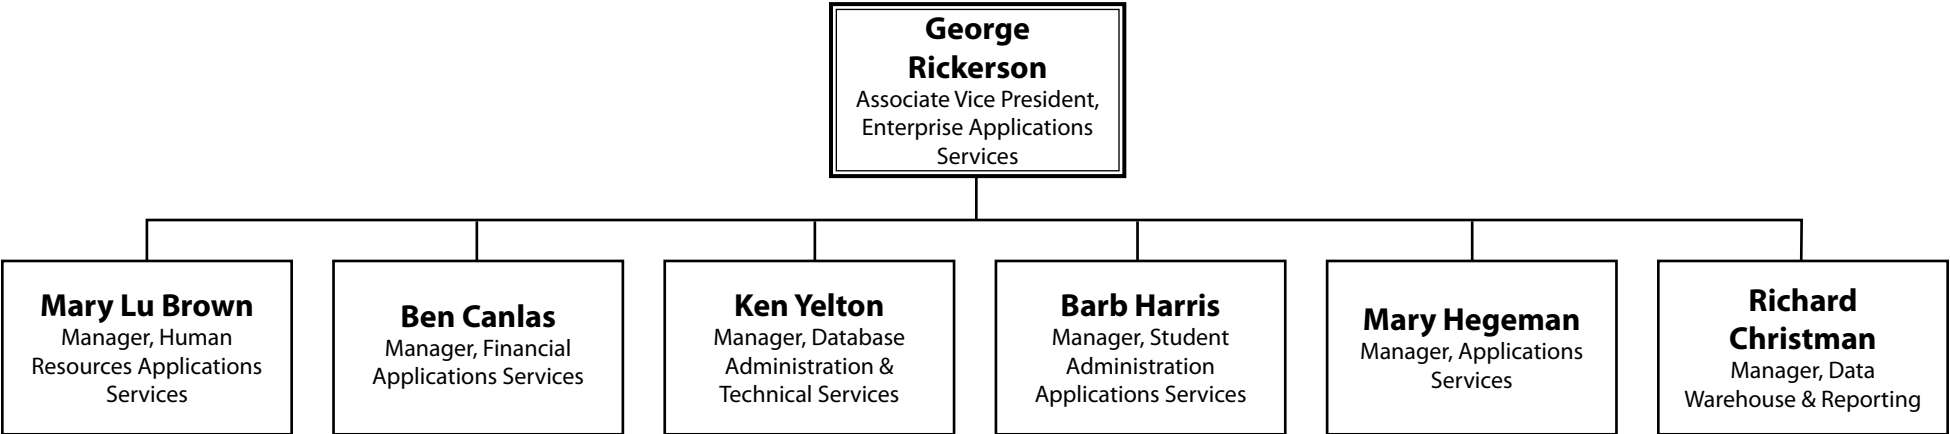 George
Rickerson
Associate Vice President,
Enterprise Applications
Services
Mary Lu Brown
Manager, Human
Resources Applications
Services
Ben Canlas
Manager, Financial
Applications Services
Ken Yelton
Manager, Database
Administration &
Technical Services
Barb Harris
Manager, Student
Administration
Applications Services
Mary Hegeman
Manager, Applications
Services
Richard
Christman
Manager, Data
Warehouse & Reporting